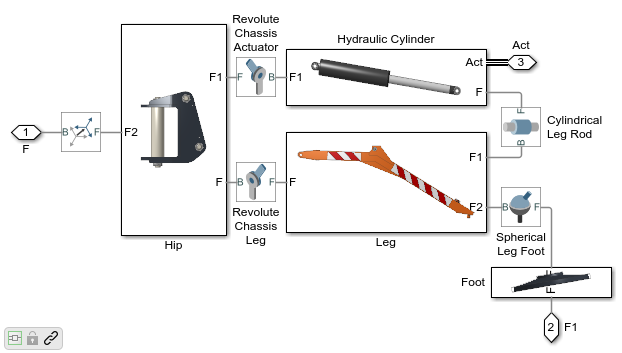 Revolute
Chassis
Actuator
Hydraulic Cylinder
Act
F1
F
B
F1
Act
3
F
1
F
B
F
F2
F
B
Cylindrical
Leg Rod
F1
F
B
F
F
F2
B
F
Revolute
Chassis
Leg
Hip
Leg
Spherical
Leg Foot
Foot
F
F
2
F1